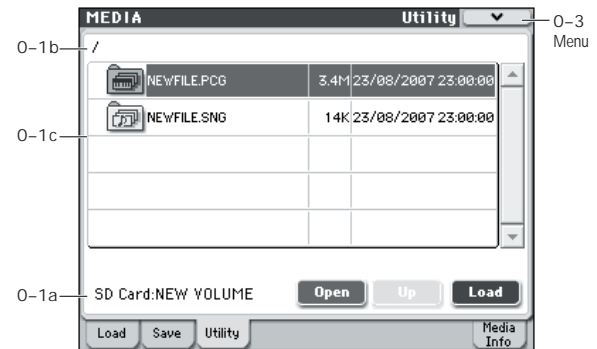 MEDIA Utility
0–3
Menu
0–1b
/
NEWFILE.PCG 3.4M 23/08/2007 23:00:00
NEWFILE.SNG 14K 23/08/2007 23:00:00
0–1c
0–1a
SD Card:NEW VOLUME Open Up Load
Load Save Utility Media Info